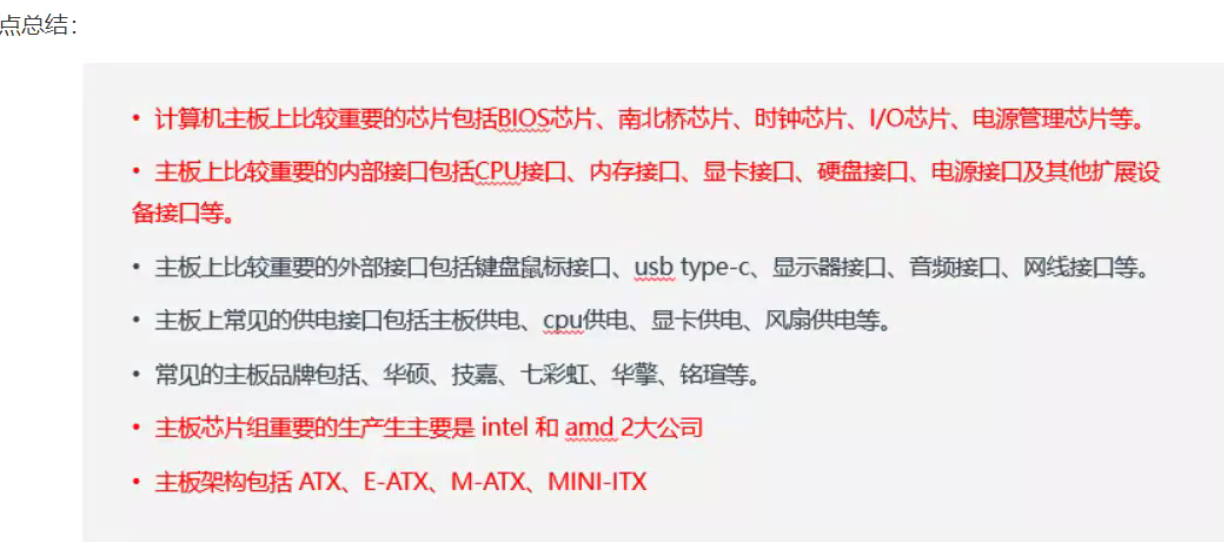 点总结：
• 计算机主板上比较重要的芯片包括BIOS芯片、南北桥芯片、时钟芯片、I/O芯片、电源管理芯片等。
• 主板上比较重要的内部接口包括CPU接口、内存接口、显卡接口、硬盘接口、电源接口及其他扩展设
备接口等。
• 主板上比较重要的外部接口包括键盘鼠标接口、usb type-c、显示器接口、音频接口、网线接口等。
• 主板上常见的供电接口包括主板供电、cpu供电、显卡供电、风扇供电等。
• 常见的主板品牌包括、华硕、技嘉、七彩虹、华擎、铭瑄等。
• 主板芯片组重要的生产生主要是 intel 和 amd 2大公司
• 主板架构包括 ATX、E-ATX、M-ATX、MINI-ITX